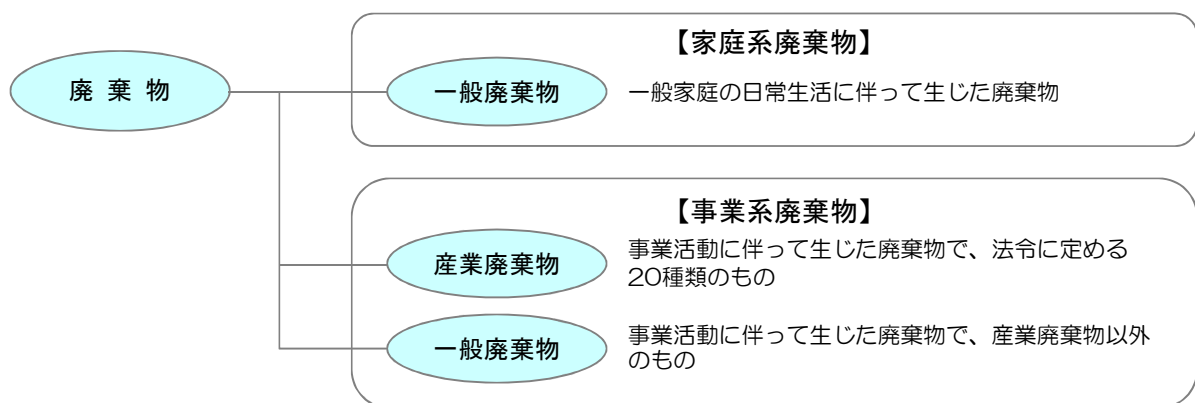 【家庭系廃棄物】
廃 棄 物
一般廃棄物
一般家庭の日常生活に伴って生じた廃棄物
【事業系廃棄物】
産業廃棄物
事業活動に伴って生じた廃棄物で、法令に定める
20種類のもの
一般廃棄物
事業活動に伴って生じた廃棄物で、産業廃棄物以外
のもの